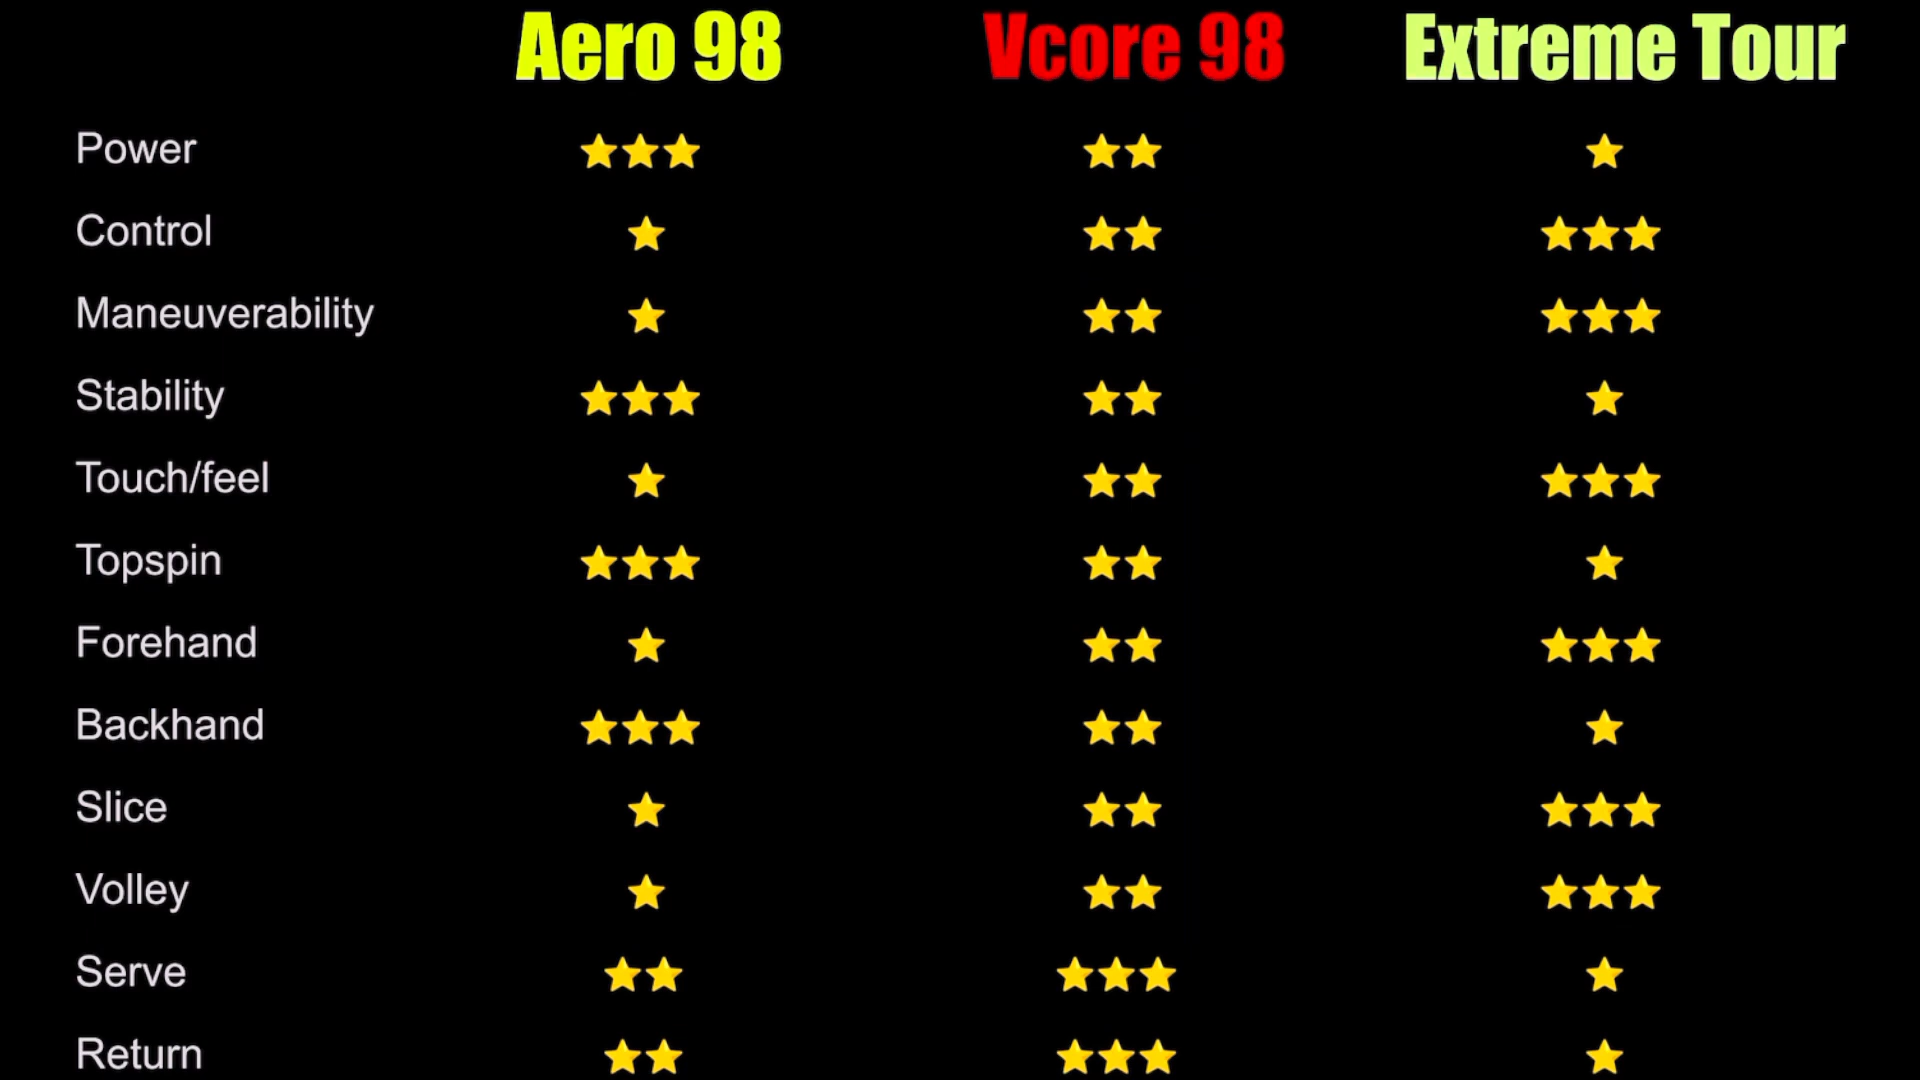 Aero 98 Vcore 98 Extreme Tour
Power ⭐⭐⭐ ⭐⭐ ⭐
Control ⭐ ⭐⭐ ⭐⭐⭐
Maneuverability ⭐ ⭐⭐ ⭐⭐⭐
Stability ⭐⭐⭐ ⭐⭐ ⭐
Touch/feel ⭐ ⭐⭐ ⭐⭐⭐
Topspin ⭐⭐⭐ ⭐⭐ ⭐
Forehand ⭐ ⭐⭐ ⭐⭐⭐
Backhand ⭐⭐⭐ ⭐⭐ ⭐
Slice ⭐ ⭐⭐ ⭐⭐⭐
Volley ⭐ ⭐⭐ ⭐⭐⭐
Serve ⭐⭐ ⭐⭐⭐ ⭐
Return ⭐⭐ ⭐⭐⭐ ⭐